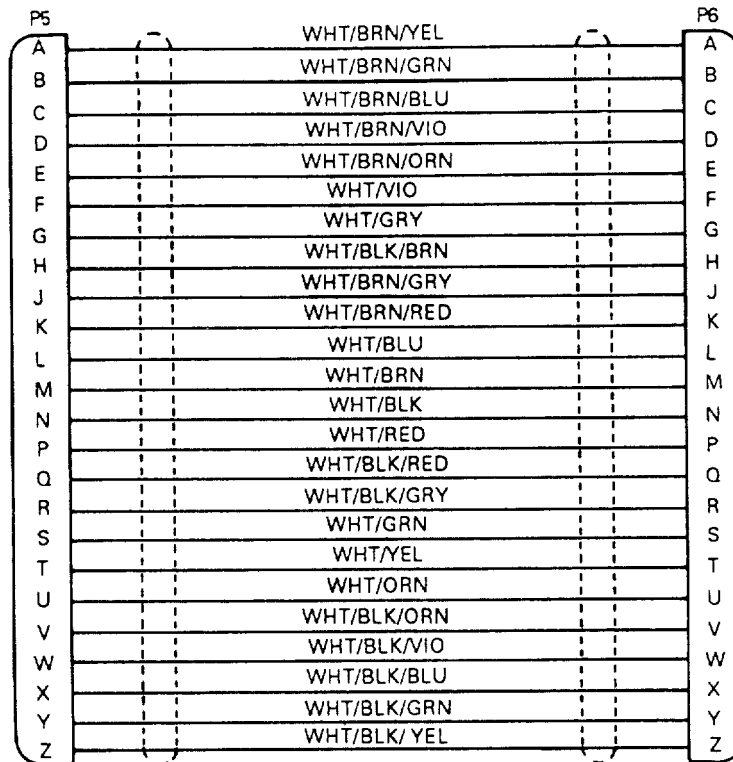 P5 P6
A WHT/BRN/YEL A
B WHT/BRN/GRN B
C WHT/BRN/BLU C
D WHT/BRN/VIO D
E WHT/BRN/ORN E
F WHT/VIO F
G WHT/GRY G
H WHT/BLK/BRN H
J WHT/BRN/GRY J
K WHT/BRN/RED K
L WHT/BLU L
M WHT/BRN M
N WHT/BLK N
P WHT/RED P
Q WHT/BLK/RED Q
R WHT/BLK/GRY R
S WHT/GRN S
T WHT/YEL T
U WHT/ORN U
V WHT/BLK/ORN V
W WHT/BLK/VIO W
X WHT/BLK/BLU X
Y WHT/BLK/GRN Y
Z WHT/BLK/ YEL Z